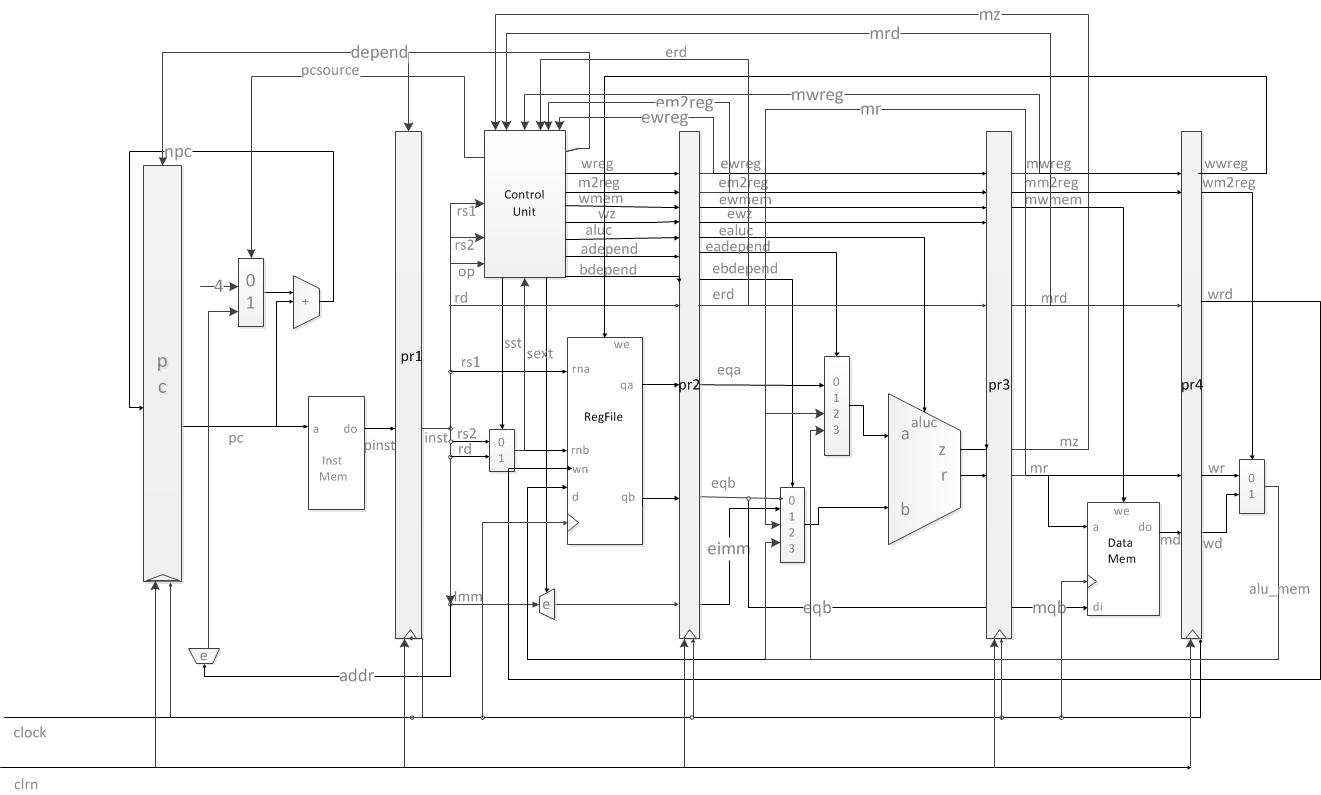 mz
mrd
depend
erd
pcsource
mwreg
em2reg
mr
ewreg
npc
wreg
ewreg
mwreg
wwreg
m2reg
em2reg
mm2reg
wm2reg
Control
Unit
wmem
ewmem
mwmem
rs1
wz
ewz
aluc
ealuc
rs2
adepend
eadepend
op
bdepend
ebdepend
4
0
1
+
rd
erd
mrd
wrd
sst
sext
we
p
c
pr1
rs1
rna
qa
pr2
eqa
0
1
2
3
pr3
pr4
RegFile
aluc
a
z
r
b
pc
a
do
Inst
Mem
pinst
inst
rs2
rd
0
1
rnb
wn
d
qb
eqb
0
1
2
3
mz
mr
wr
0
1
we
a
do
Data
Mem
di
md
wd
eimm
Imm
e
eqb
mqb
alu_mem
e
addr
clock
clrn